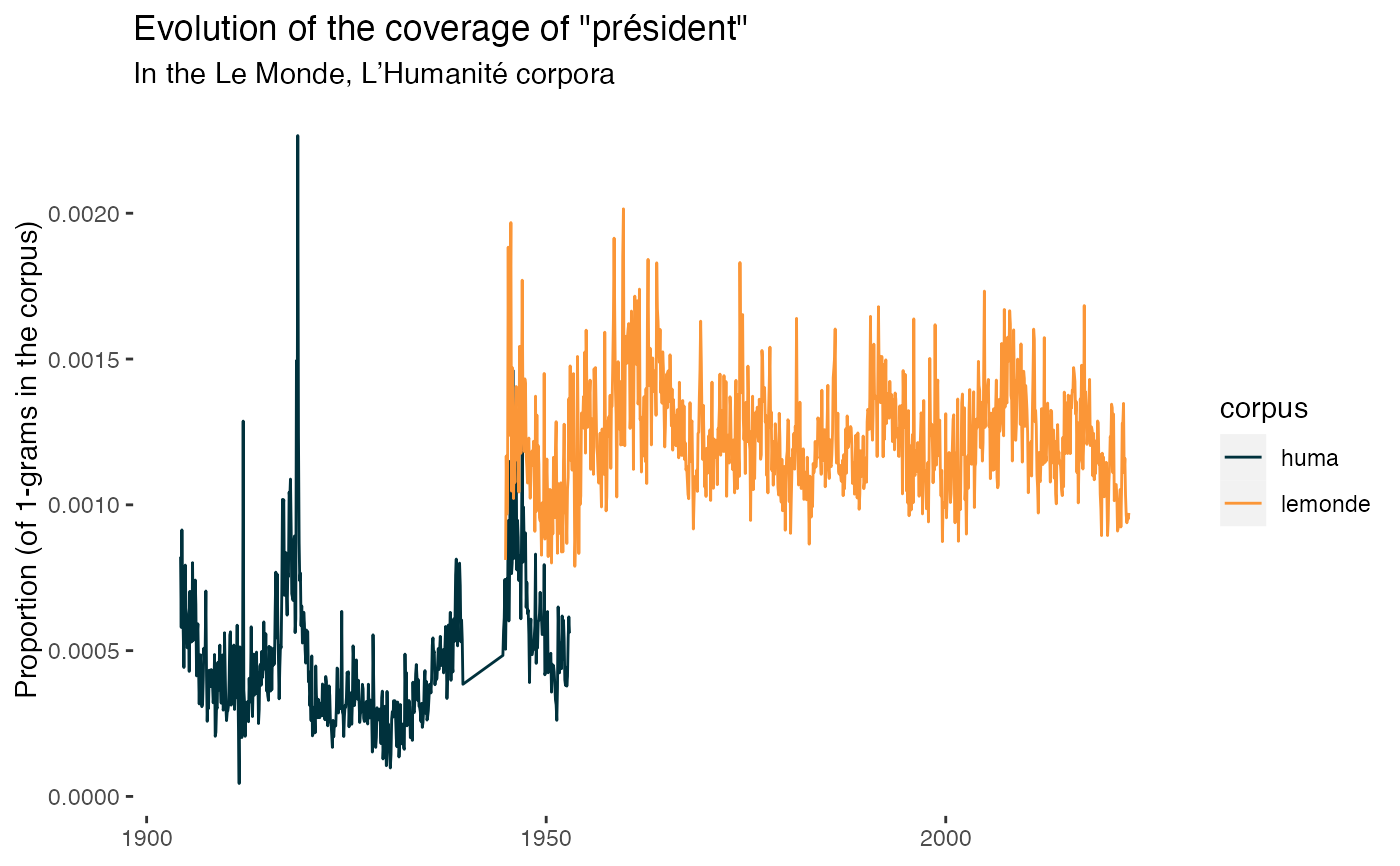 Evolution of the coverage of "président"
In the Le Monde, L’Humanité corpora
Proportion (of 1-grams in the corpus)
0.0020
0.0015
0.0010
0.0005
0.0000
1900
1950
2000
corpus
huma
lemonde